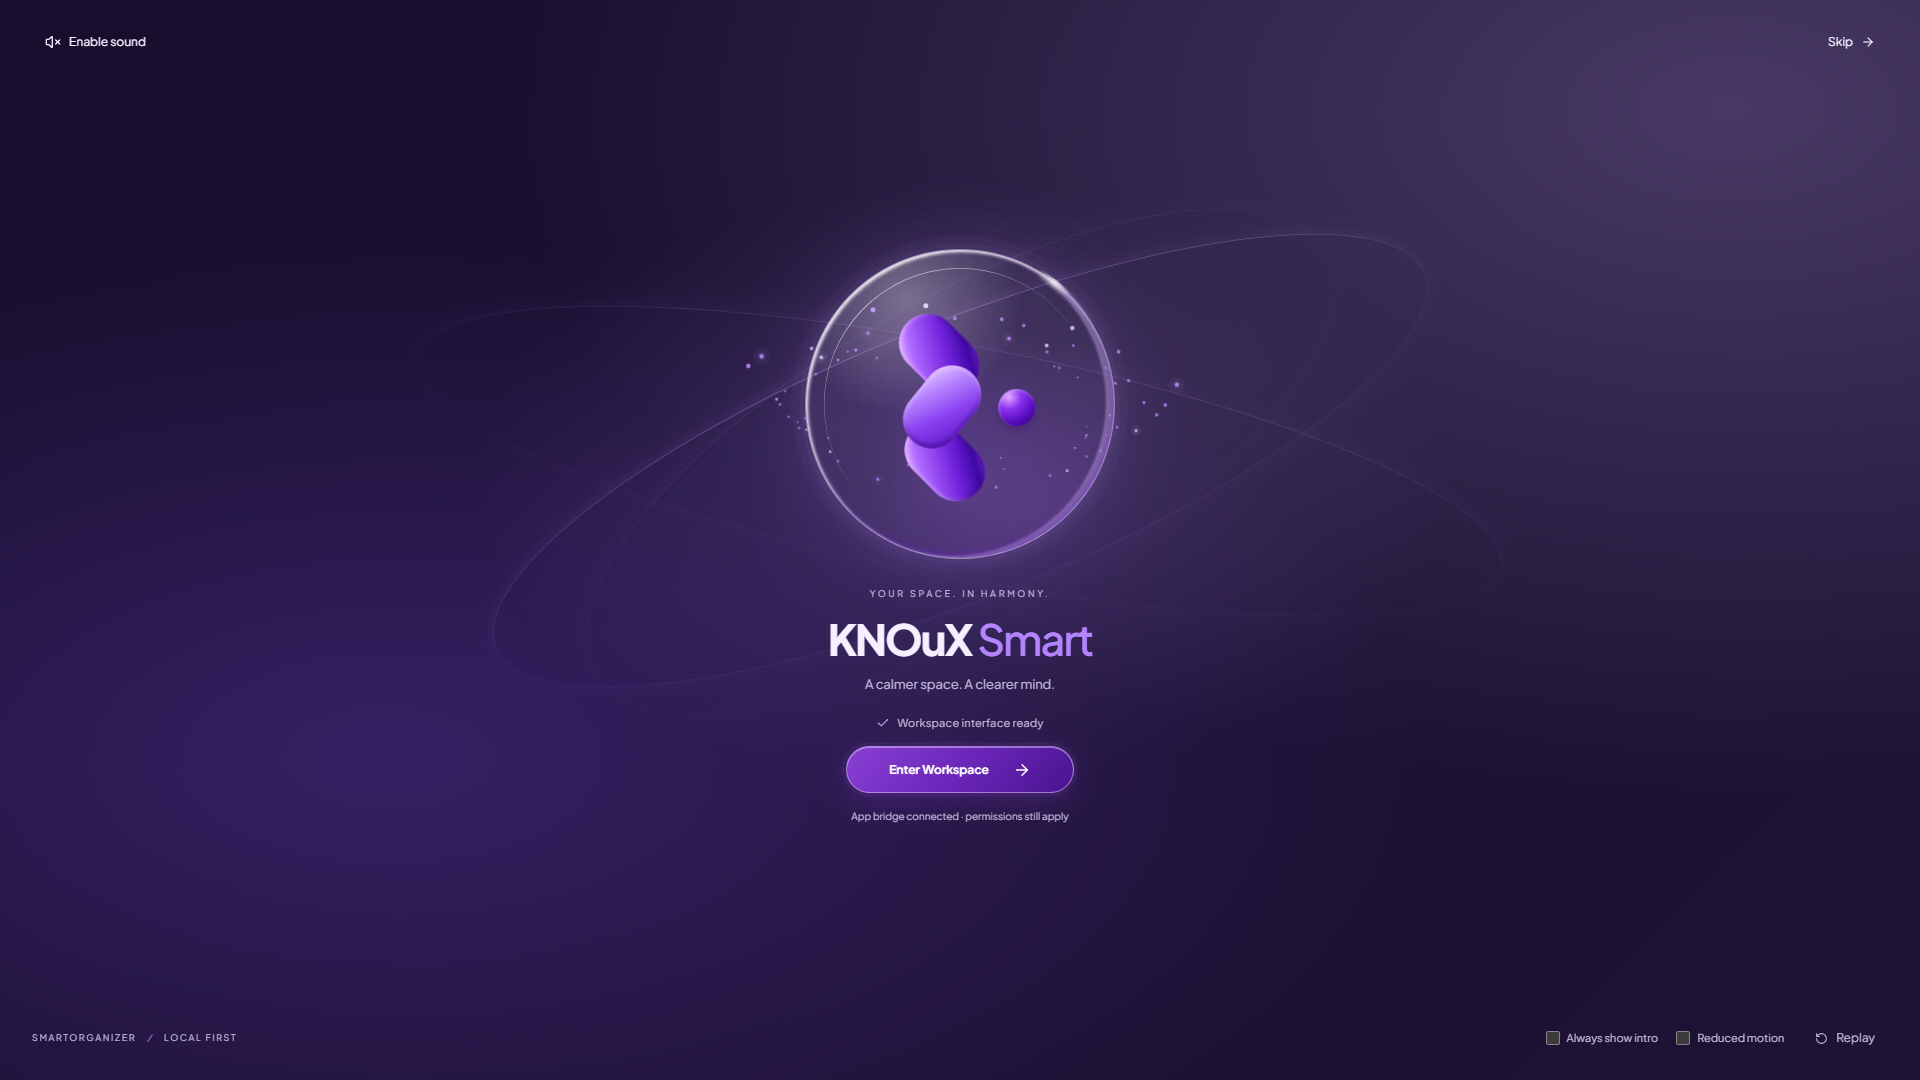 Enable sound
Skip
YOUR SPACE. IN HARMONY.
KNOuX Smart
A calmer space. A clearer mind.
Workspace interface ready
Enter Workspace
App bridge connected · permissions still apply
SMARTORGANIZER / LOCAL FIRST
Always show intro
Reduced motion
Replay